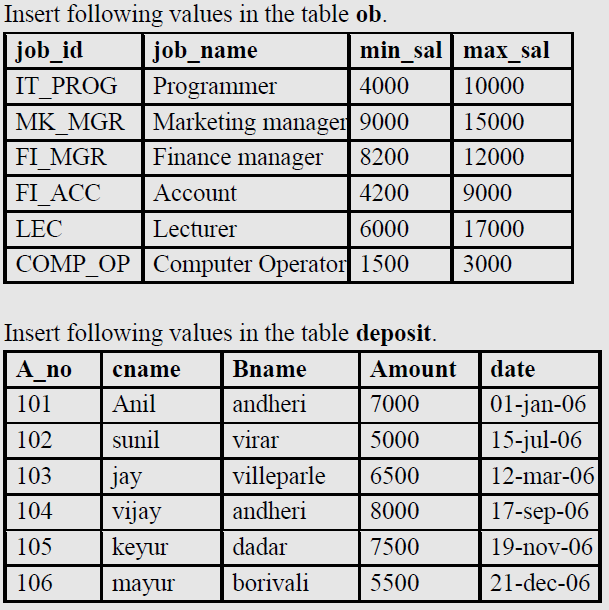 Insert following values in the table ob.
job_id job_name min_sal max_sal
IT_PROG Programmer 4000 10000
MK_MGR Marketing manager 9000 15000
FI_MGR Finance manager 8200 12000
FI_ACC Account 4200 9000
LEC Lecturer 6000 17000
COMP_OP Computer Operator 1500 3000
Insert following values in the table deposit.
A_no cname Bname Amount date
101 Anil andheri 7000 01-jan-06
102 sunil virar 5000 15-jul-06
103 jay villeparle 6500 12-mar-06
104 vijay andheri 8000 17-sep-06
105 keyur dadar 7500 19-nov-06
106 mayur borivali 5500 21-dec-06